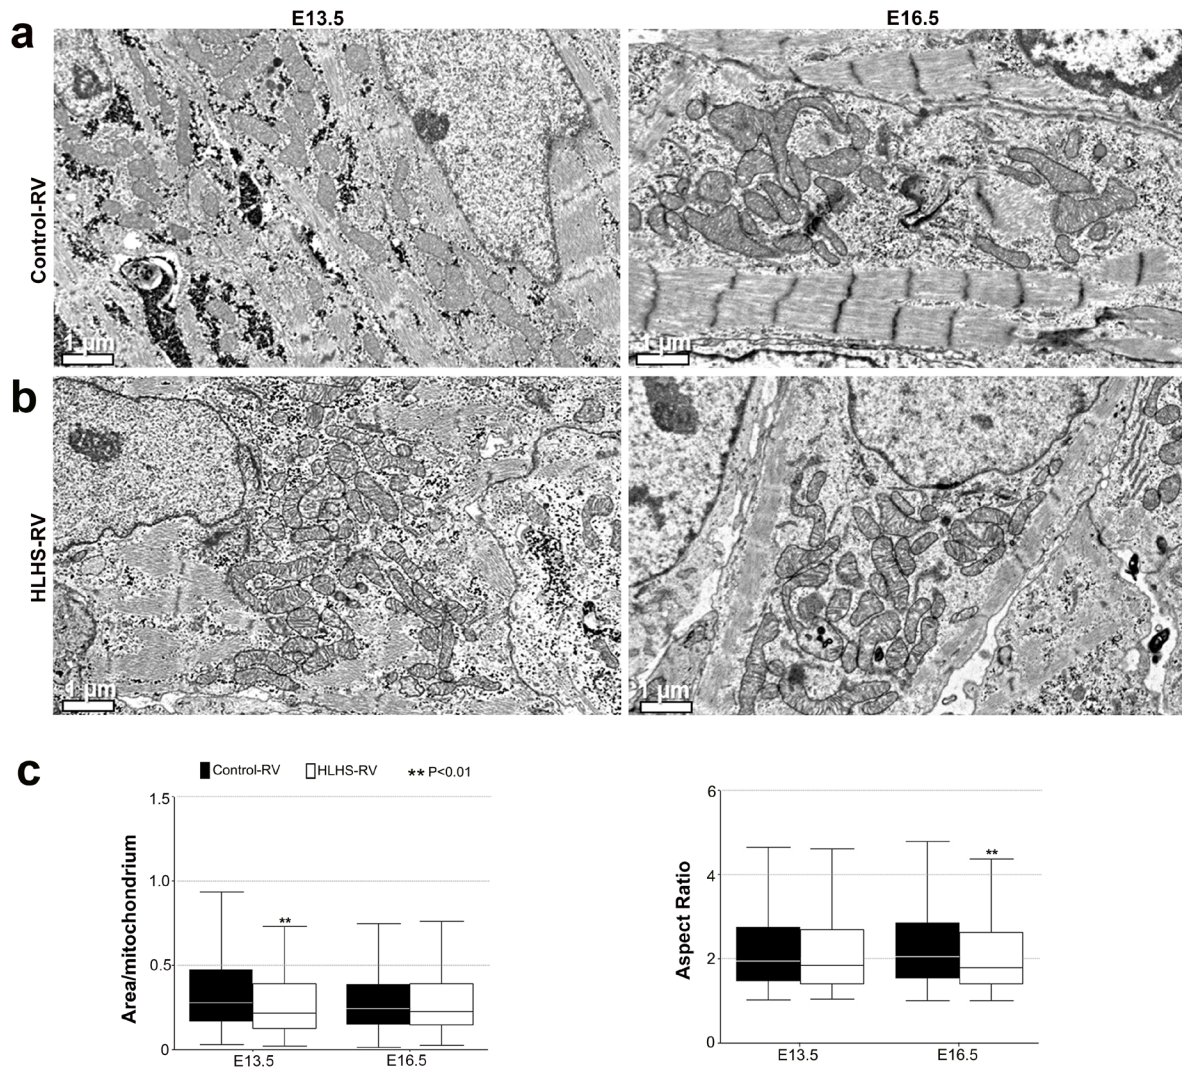 E13.5 E16.5
a
Control-RV
1 µm 1 µm
b
HLHS-RV
1 µm 1 µm
c
Control-RV HLHS-RV ** P<0.01
Area/mitochondrium
1.5
1.0
0.5
0
**
E13.5 E16.5
Aspect Ratio
6
4
2
0
**
E13.5 E16.5